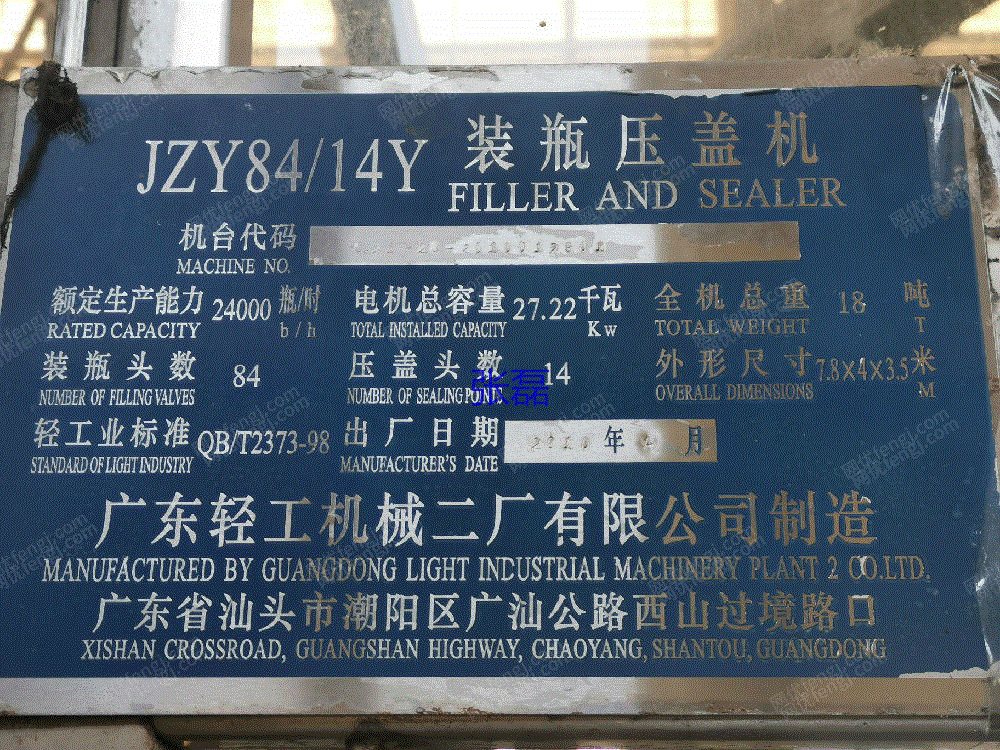 JZY84/14Y 装瓶压盖机
FILLER AND SEALER
机台代码
MACHINE NO.
额定生产能力 24000 瓶/时 电机总容量 27.22 千瓦 全机总重 18 吨
RATED CAPACITY b/h TOTAL INSTALLED CAPACITY Kw TOTAL WEIGHT T
装瓶头数 84 压盖头数 14 外形尺寸 7.8×4×3.5 米
NUMBER OF FILLING VALVES NUMBER OF SEALING POINT OVERALL DIMENSIONS M
张磊
轻工业标准 QB/T2373-98 出厂日期 年 月
STANDARD OF LIGHT INDUSTRY MANUFACTURER'S DATE
广东轻工机械二厂有限公司制造
MANUFACTURED BY GUANGDONG LIGHT INDUSTRIAL MACHINERY PLANT 2 CO.LTD.
广东省汕头市潮阳区广汕公路西山过境路口
XISHAN CROSSROAD, GUANGSHAN HIGHWAY, CHAOYANG, SHANTOU, GUANGDONG